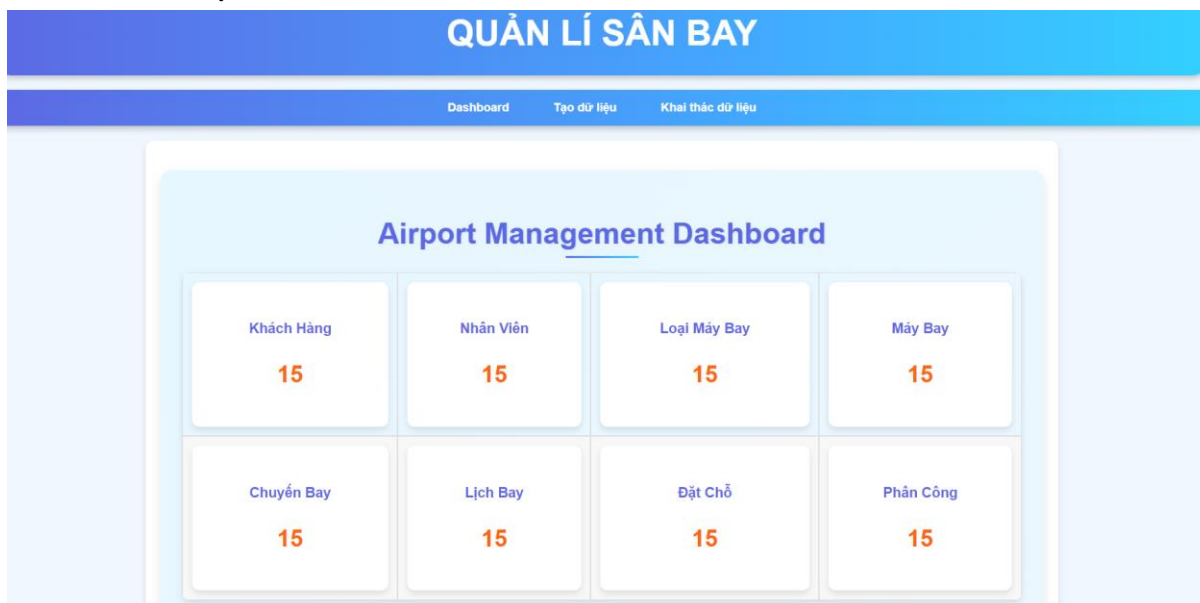 QUẢN LÍ SÂN BAY
Dashboard Tạo dữ liệu Khai thác dữ liệu
Airport Management Dashboard
Khách Hàng Nhân Viên Loại Máy Bay Máy Bay
15 15 15 15
Chuyến Bay Lịch Bay Đặt Chỗ Phân Công
15 15 15 15